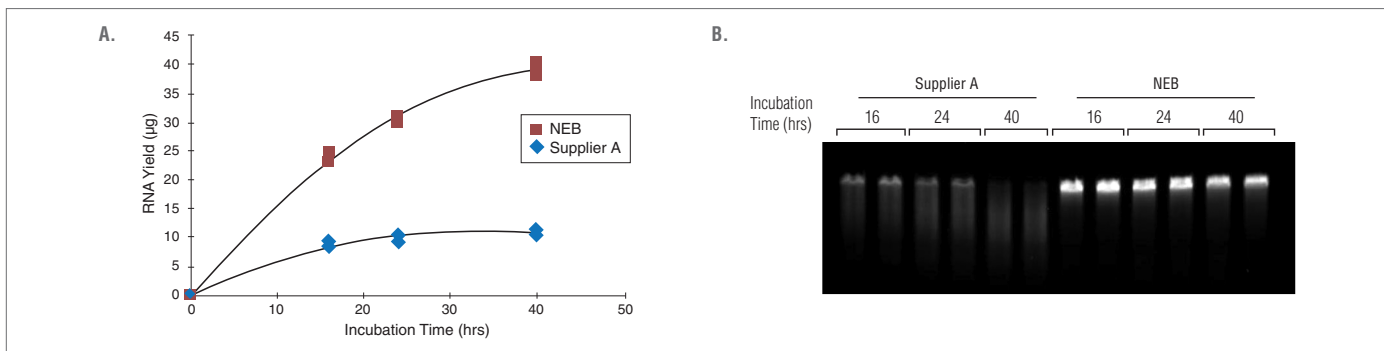 A.
45
40
35
30
25
20
15
10
5
0
RNA Yield (µg)
0 10 20 30 40 50
Incubation Time (hrs)
NEB
Supplier A
B.
Supplier A NEB
Incubation
Time (hrs)
16 24 40 16 24 40